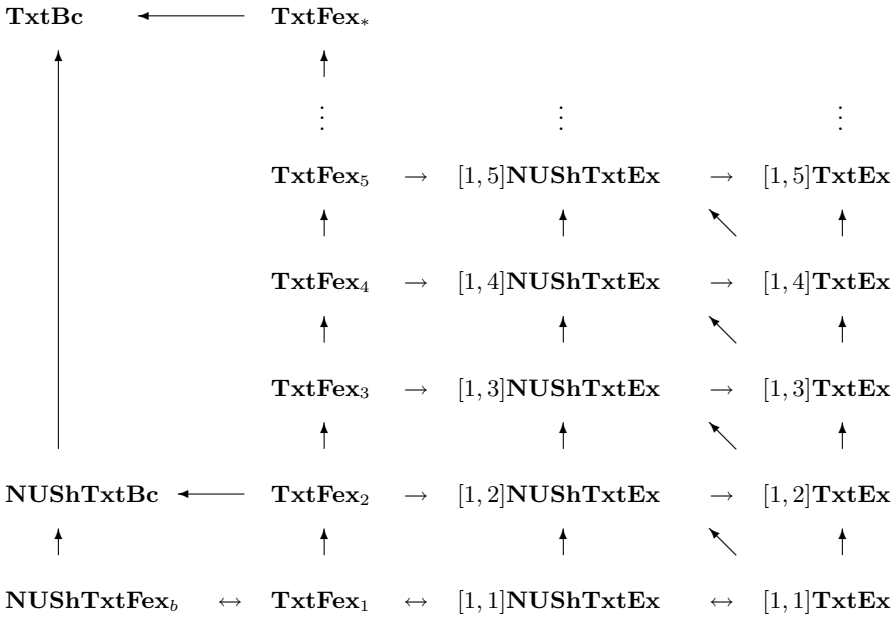 TxtBc ← TxtFex∗
↑ ↑
⋮ ⋮ ⋮
TxtFex₅ → [1, 5]NUShTxtEx → [1, 5]TxtEx
↑ ↑ ↖ ↑
TxtFex₄ → [1, 4]NUShTxtEx → [1, 4]TxtEx
↑ ↑ ↖ ↑
TxtFex₃ → [1, 3]NUShTxtEx → [1, 3]TxtEx
↑ ↑ ↖ ↑
NUShTxtBc ← TxtFex₂ → [1, 2]NUShTxtEx → [1, 2]TxtEx
↑ ↑ ↑ ↖ ↑
NUShTxtFex_b ↔ TxtFex₁ ↔ [1, 1]NUShTxtEx ↔ [1, 1]TxtEx